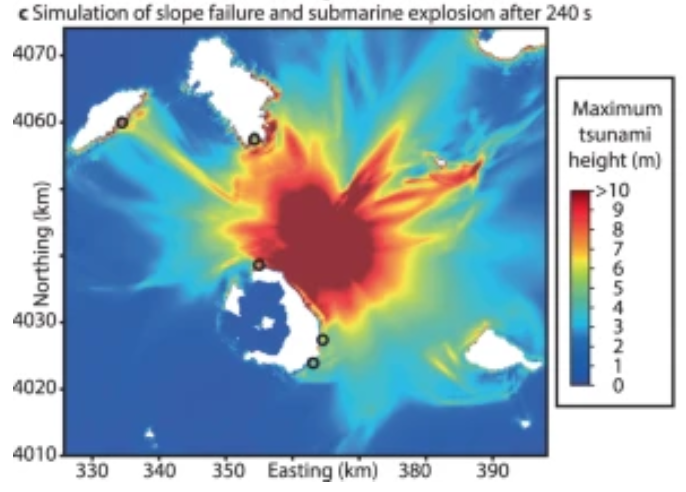 c Simulation of slope failure and submarine explosion after 240 s
4070
4060
Northing (km)
4030
4020
4010
330 340 350 Easting (km) 380 390
Maximum
tsunami
height (m)
>10
9
8
7
6
5
4
3
2
1
0